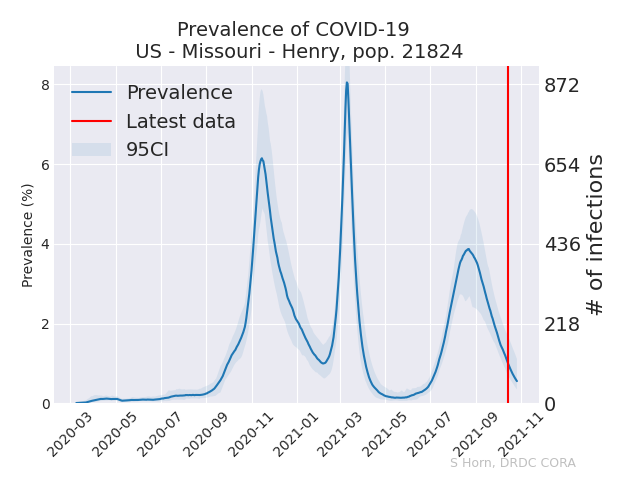 Prevalence of COVID-19
US - Missouri - Henry, pop. 21824
Prevalence
Latest data
95CI
Prevalence (%)
8
6
4
2
0
872
654
436
218
0
# of infections
2020-03
2020-05
2020-07
2020-09
2020-11
2021-01
2021-03
2021-05
2021-07
2021-09
2021-11
S Horn, DRDC CORA